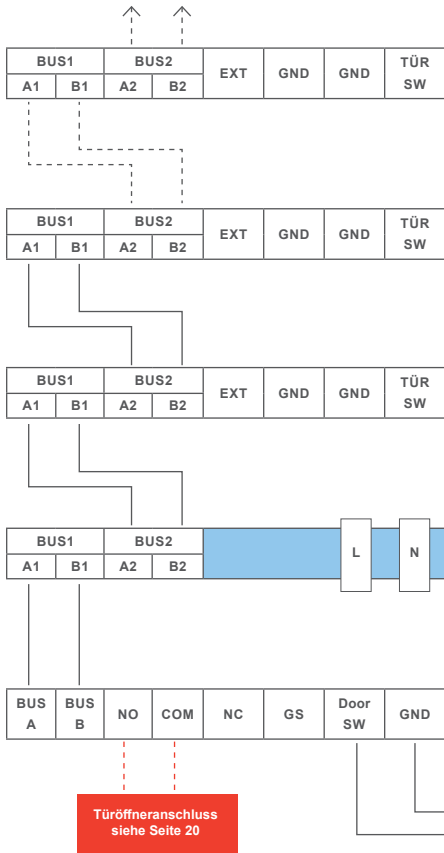 BUS1 BUS2 EXT GND GND TÜR
A1 B1 A2 B2 SW
BUS1 BUS2 EXT GND GND TÜR
A1 B1 A2 B2 SW
BUS1 BUS2 EXT GND GND TÜR
A1 B1 A2 B2 SW
BUS1 BUS2 L N
A1 B1 A2 B2
BUS BUS NO COM NC GS Door GND
A B SW
Türöffneranschluss
siehe Seite 20